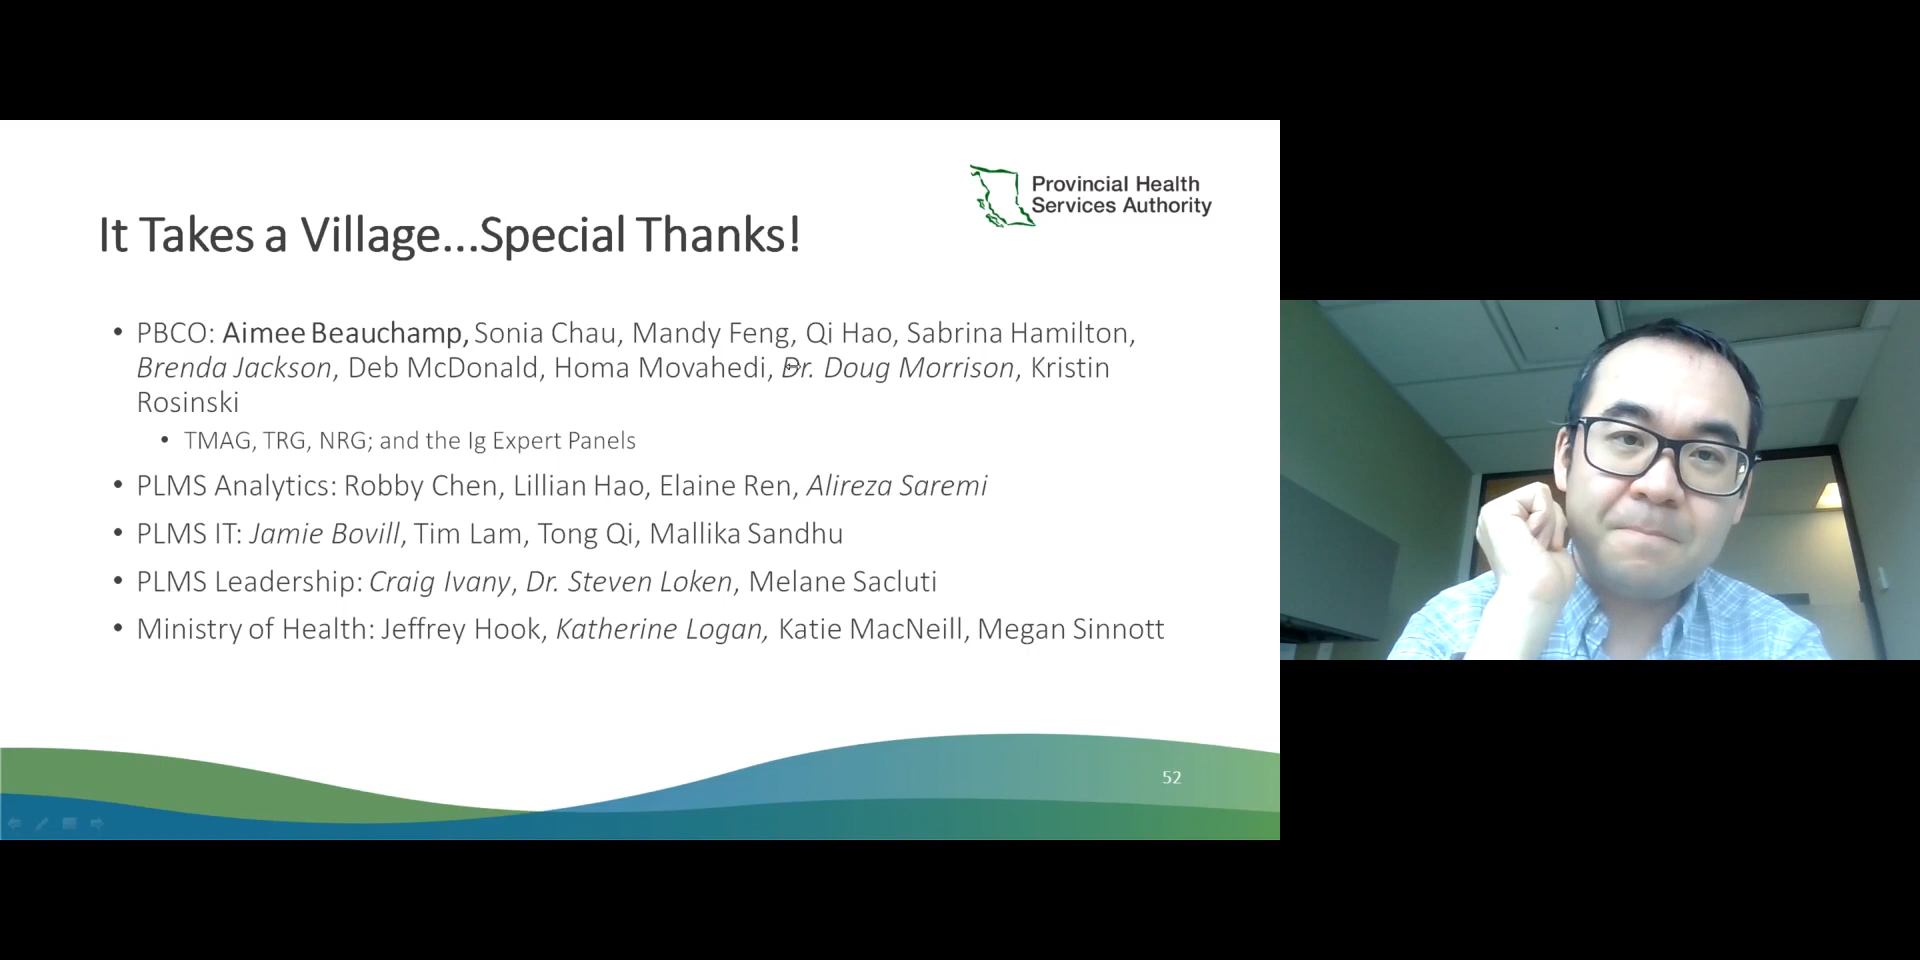 Provincial Health
Services Authority
It Takes a Village...Special Thanks!
• PBCO: Aimee Beauchamp, Sonia Chau, Mandy Feng, Qi Hao, Sabrina Hamilton,
Brenda Jackson, Deb McDonald, Homa Movahedi, Dr. Doug Morrison, Kristin
Rosinski
• TMAG, TRG, NRG; and the Ig Expert Panels
• PLMS Analytics: Robby Chen, Lillian Hao, Elaine Ren, Alireza Saremi
• PLMS IT: Jamie Bovill, Tim Lam, Tong Qi, Mallika Sandhu
• PLMS Leadership: Craig Ivany, Dr. Steven Loken, Melane Sacluti
• Ministry of Health: Jeffrey Hook, Katherine Logan, Katie MacNeill, Megan Sinnott
52